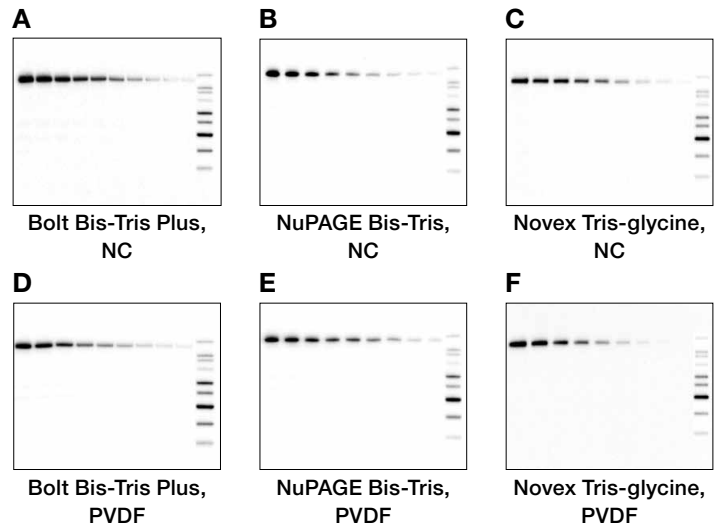 A
B
C
Bolt Bis-Tris Plus,
NC
NuPAGE Bis-Tris,
NC
Novex Tris-glycine,
NC
D
E
F
Bolt Bis-Tris Plus,
PVDF
NuPAGE Bis-Tris,
PVDF
Novex Tris-glycine,
PVDF